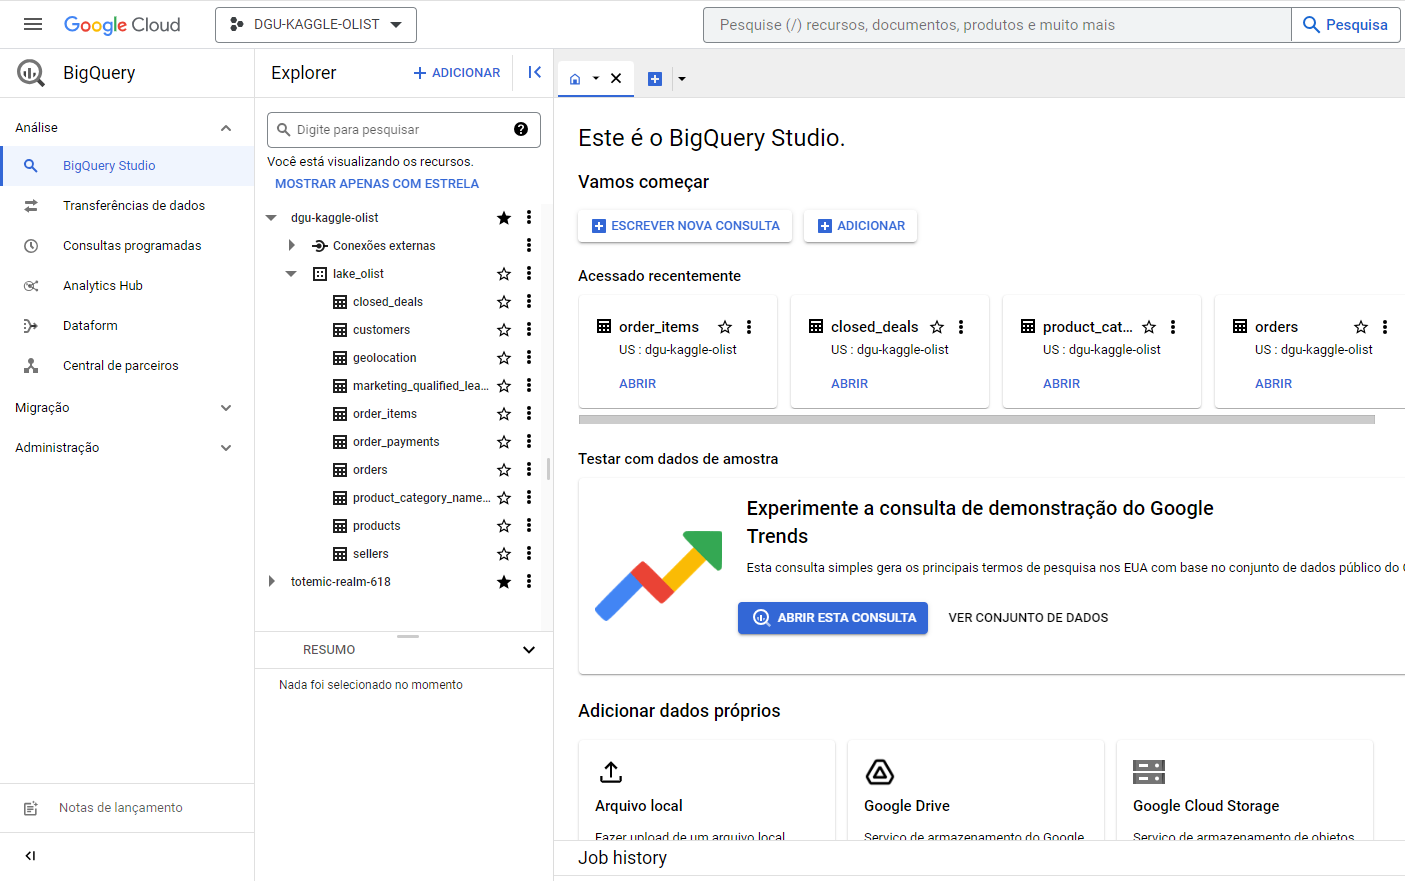 Google Cloud
DGU-KAGGLE-OLIST
Pesquise (/) recursos, documentos, produtos e muito mais
Pesquisa
BigQuery
Análise
BigQuery Studio
Transferências de dados
Consultas programadas
Analytics Hub
Dataform
Central de parceiros
Migração
Administração
Notas de lançamento
Explorer
ADICIONAR
Digite para pesquisar
Você está visualizando os recursos.
MOSTRAR APENAS COM ESTRELA
dgu-kaggle-olist
Conexões externas
lake_olist
closed_deals
customers
geolocation
marketing_qualified_lea...
order_items
order_payments
orders
product_category_name...
products
sellers
totemic-realm-618
RESUMO
Nada foi selecionado no momento
Este é o BigQuery Studio.
Vamos começar
ESCREVER NOVA CONSULTA
ADICIONAR
Acessado recentemente
order_items
US : dgu-kaggle-olist
ABRIR
closed_deals
US : dgu-kaggle-olist
ABRIR
product_cat...
US : dgu-kaggle-olist
ABRIR
orders
US : dgu-kaggle-olist
ABRIR
Testar com dados de amostra
Experimente a consulta de demonstração do Google
Trends
Esta consulta simples gera os principais termos de pesquisa nos EUA com base no conjunto de dados público do
ABRIR ESTA CONSULTA
VER CONJUNTO DE DADOS
Adicionar dados próprios
Arquivo local
Fazer upload de um arquivo local
Google Drive
Serviço de armazenamento do Google
Google Cloud Storage
Serviço de armazenamento de objetos
Job history